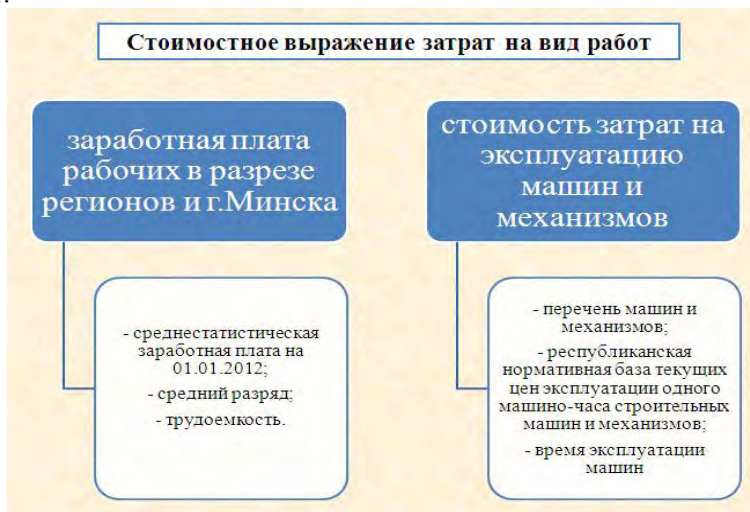 Стоимостное выражение затрат на вид работ
заработная плата
рабочих в разрезе
регионов и г.Минска
- среднестатистическая
заработная плата на
01.01.2012;
- средний разряд;
- трудоемкость.
стоимость затрат на
эксплуатацию
машин и
механизмов
- перечень машин и
механизмов;
- республиканская
нормативная база текущих
цен эксплуатации одного
машино-часа строительных
машин и механизмов;
- время эксплуатации
машин